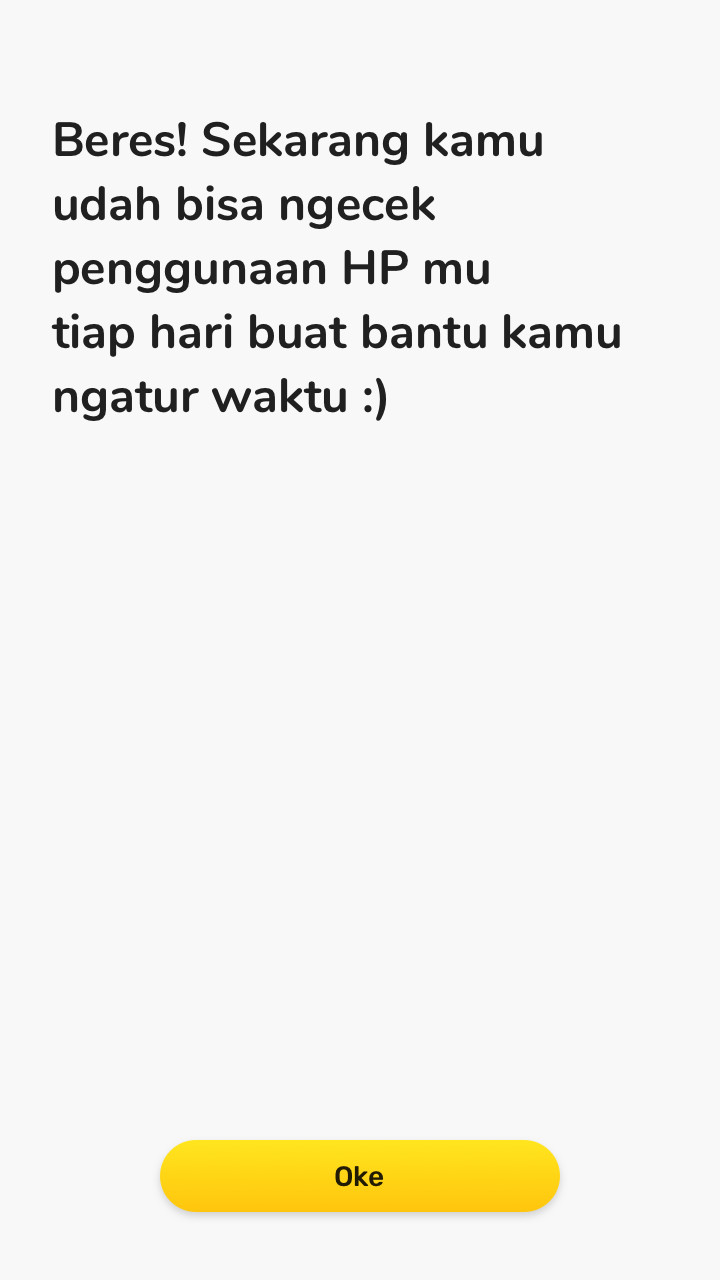 Beres! Sekarang kamu
udah bisa ngecek
penggunaan HP mu
tiap hari buat bantu kamu
ngatur waktu :)
Oke